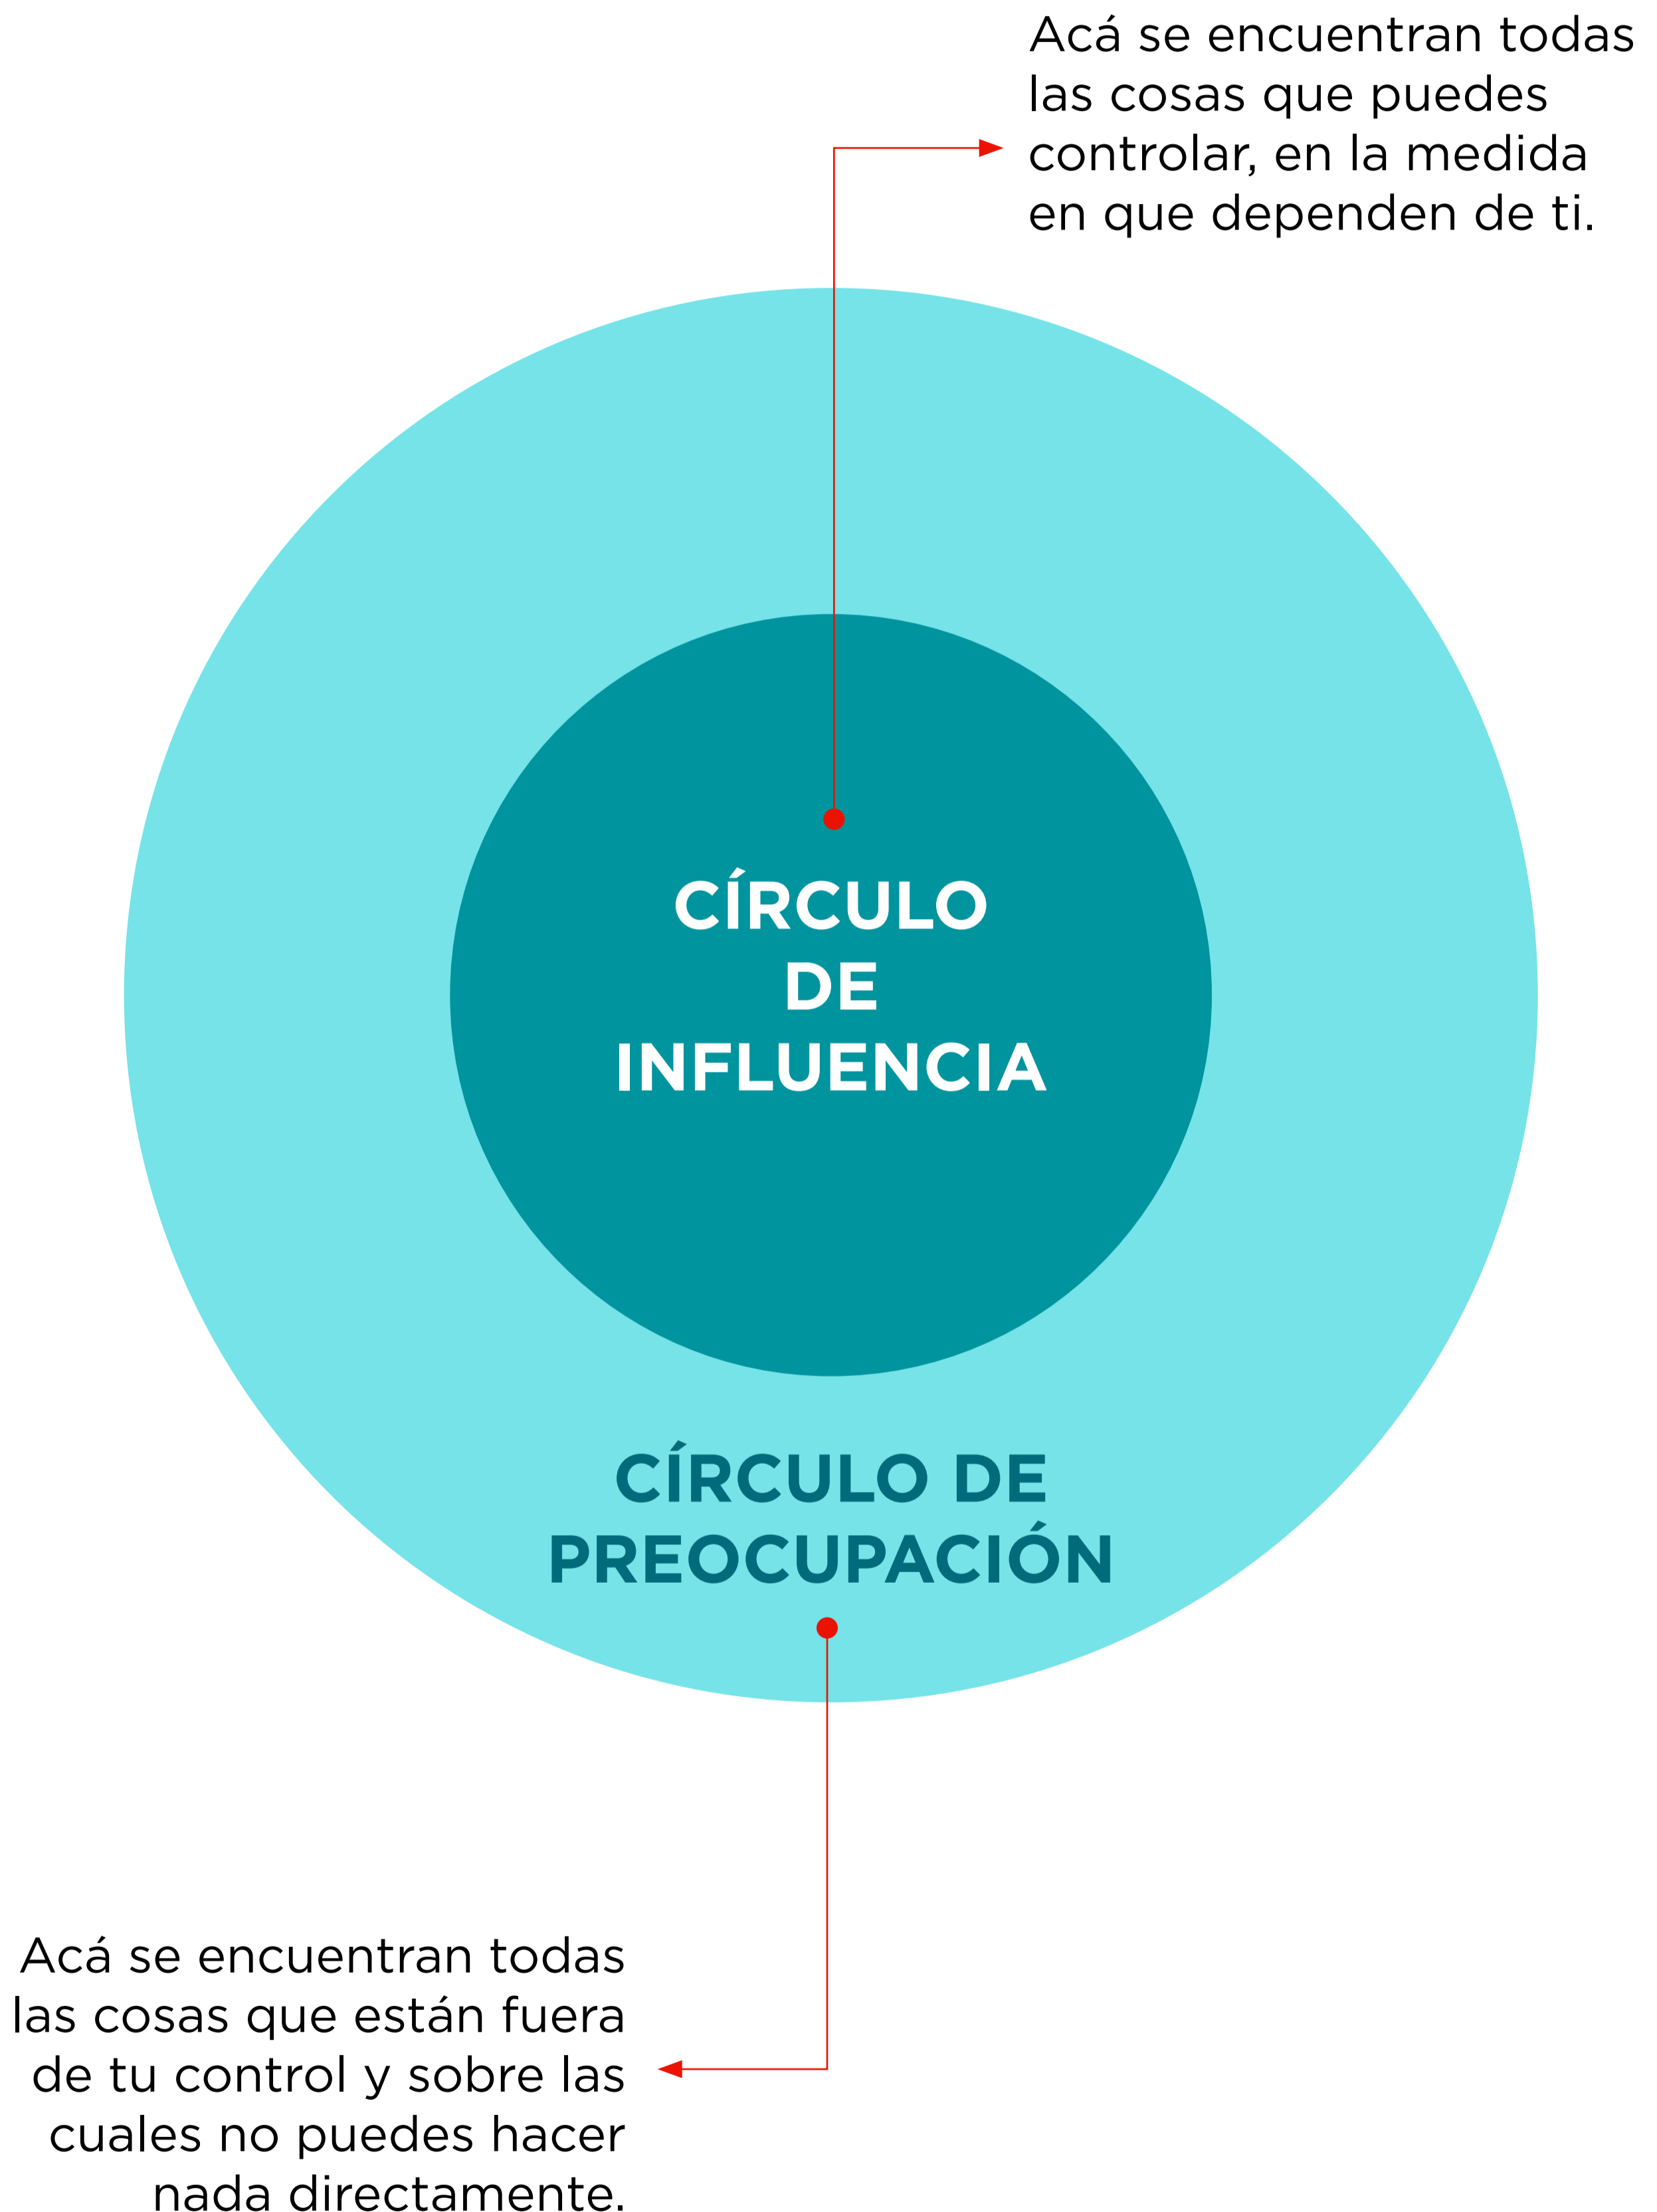 Acá se encuentran todas
las cosas que puedes
controlar, en la medida
en que dependen de ti.
CÍRCULO
DE
INFLUENCIA
CÍRCULO DE
PREOCUPACIÓN
Acá se encuentran todas
las cosas que están fuera
de tu control y sobre las
cuales no puedes hacer
nada directamente.